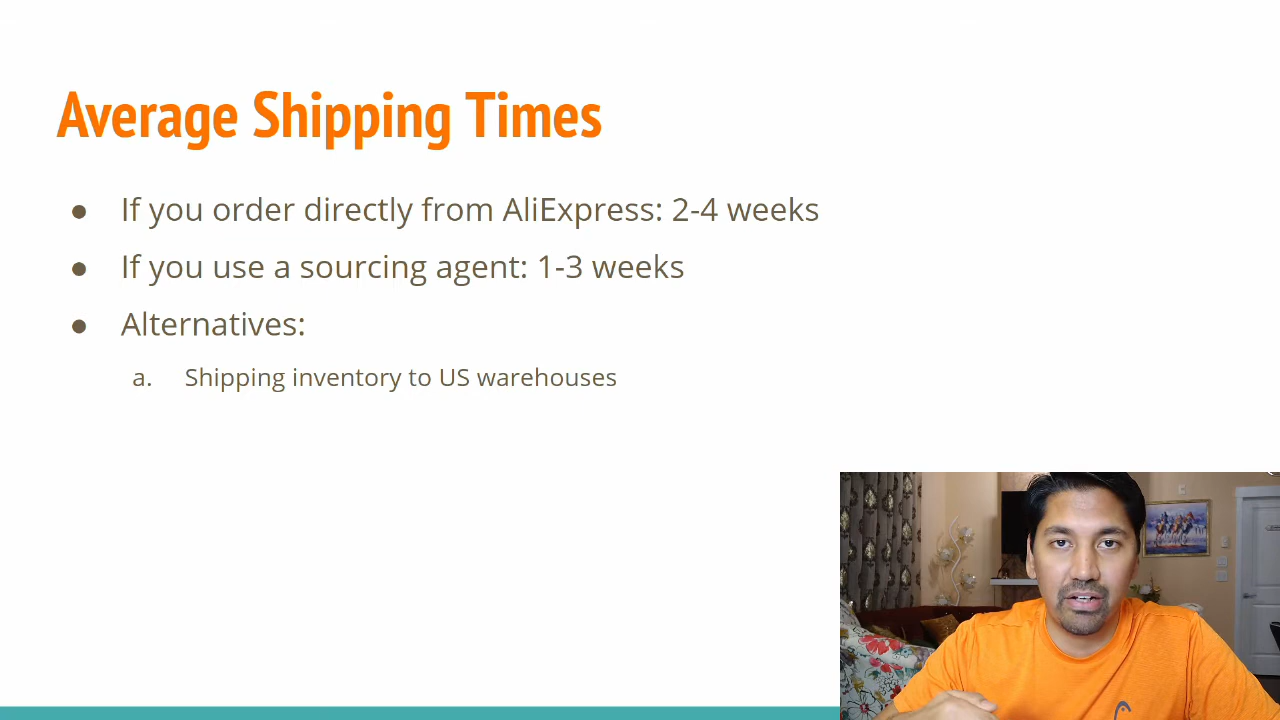 Average Shipping Times
● If you order directly from AliExpress: 2-4 weeks
● If you use a sourcing agent: 1-3 weeks
● Alternatives:
a. Shipping inventory to US warehouses